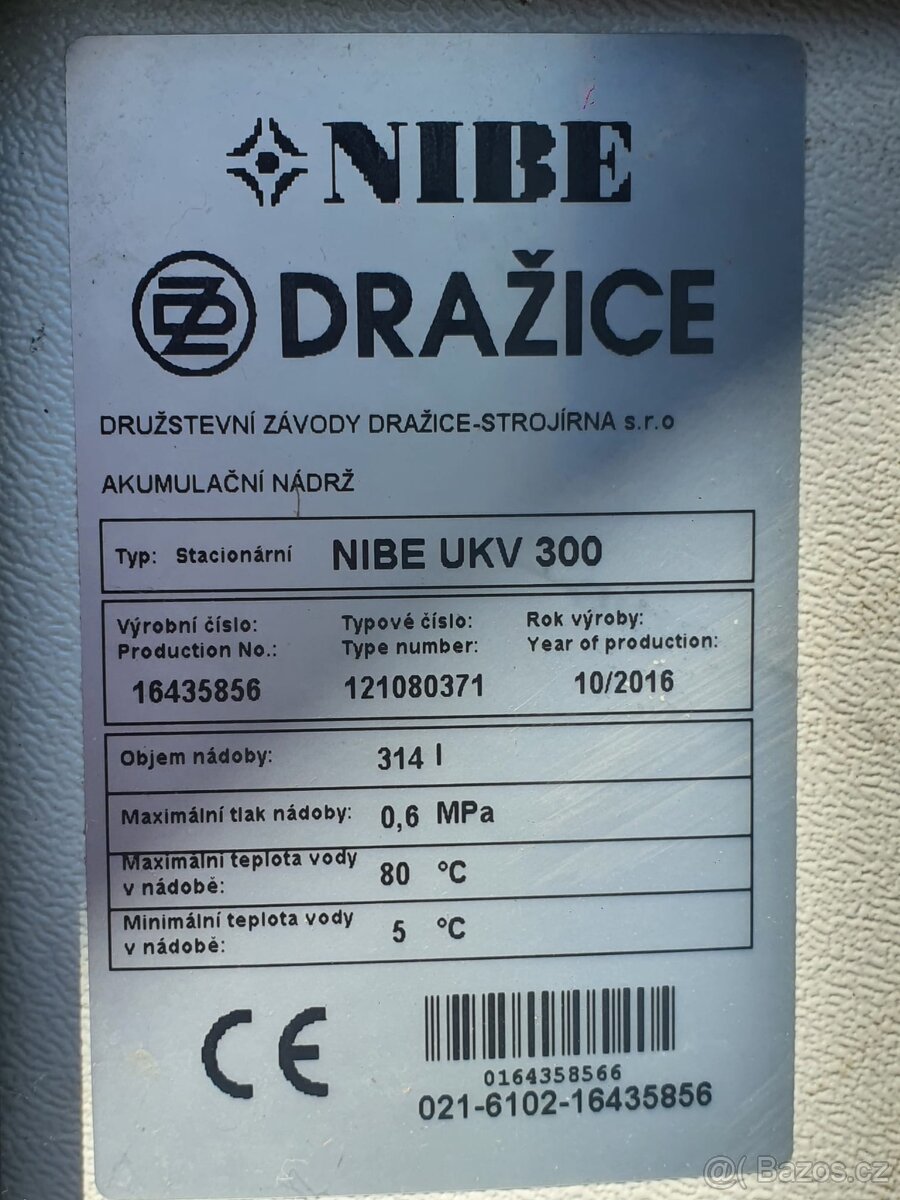 NIBE
DRAŽICE
DRUŽSTEVNÍ ZÁVODY DRAŽICE-STROJÍRNA s.r.o
AKUMULAČNÍ NÁDRŽ
Typ: Stacionární NIBE UKV 300
Výrobní číslo: Typové číslo: Rok výroby:
Production No.: Type number: Year of production:
16435856 121080371 10/2016
Objem nádoby: 314 l
Maximální tlak nádoby: 0,6 MPa
Maximální teplota vody
v nádobě: 80 °C
Minimální teplota vody
v nádobě: 5 °C
CE
0164358566
021-6102-16435856
@( Bazos.cz